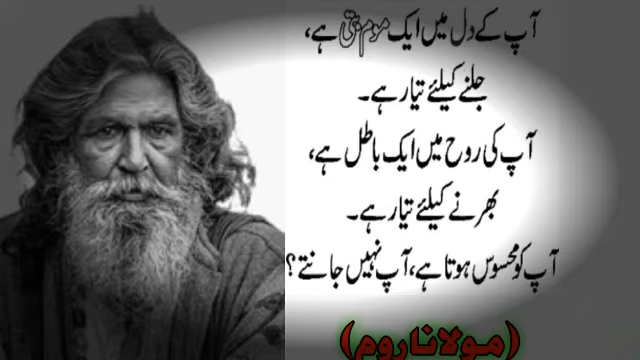 آپ کے دل میں ایک موم بتی ہے،
جلنے کیلئے تیار ہے۔
آپ کی روح میں ایک باطل ہے،
بھرنے کیلئے تیار ہے۔
آپ کو محسوس ہوتا ہے، آپ نہیں جانتے؟
(مولانا روم)